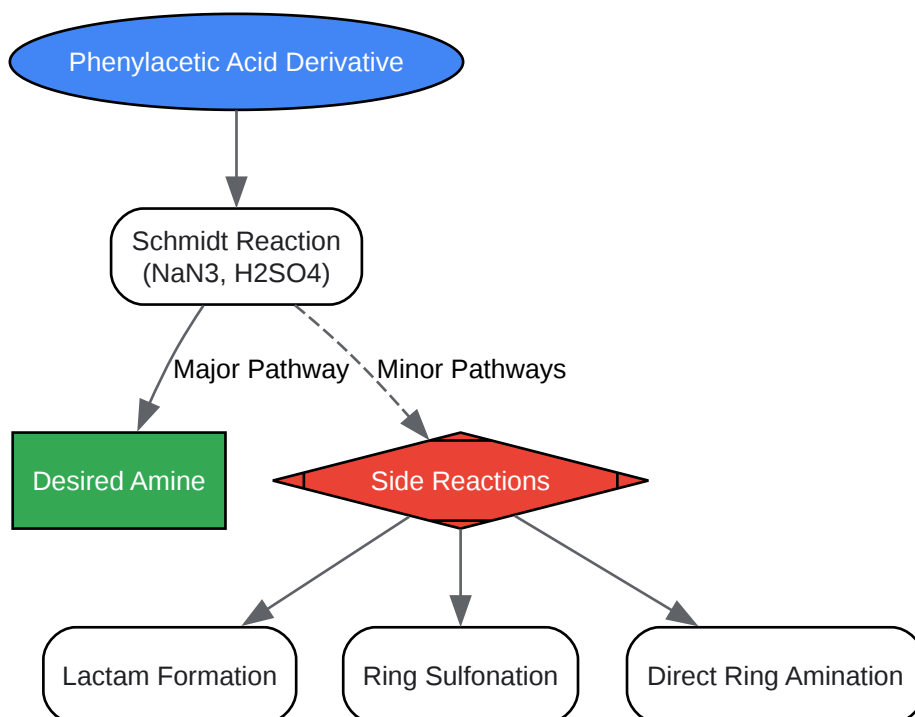 Phenylacetic Acid Derivative
Schmidt Reaction
(NaN3, H2SO4)
Major Pathway
Minor Pathways
Desired Amine
Side Reactions
Lactam Formation
Ring Sulfonation
Direct Ring Amination